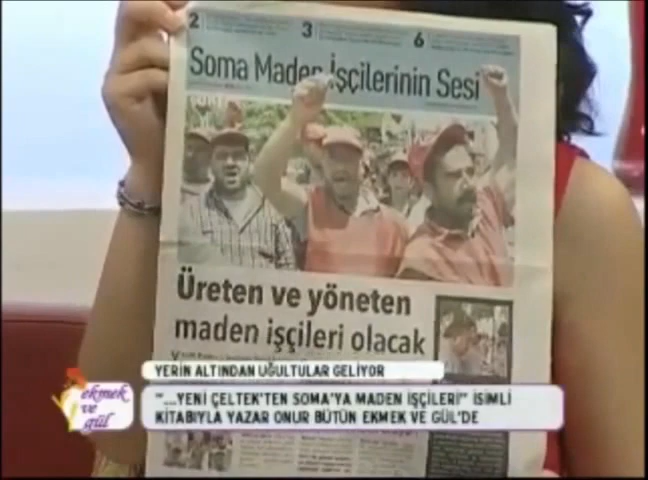 2
3
6
Soma Maden İşçilerinin Sesi
Üreten ve yöneten
maden işçileri olacak
YERİN ALTINDAN UĞULTULAR GELİYOR
ekmek
ve
gül
"...YENİ ÇELTEK'TEN SOMA'YA MADEN İŞÇİLERİ" İSİMLİ
KİTABIYLA YAZAR ONUR BÜTÜN EKMEK VE GÜL'DE